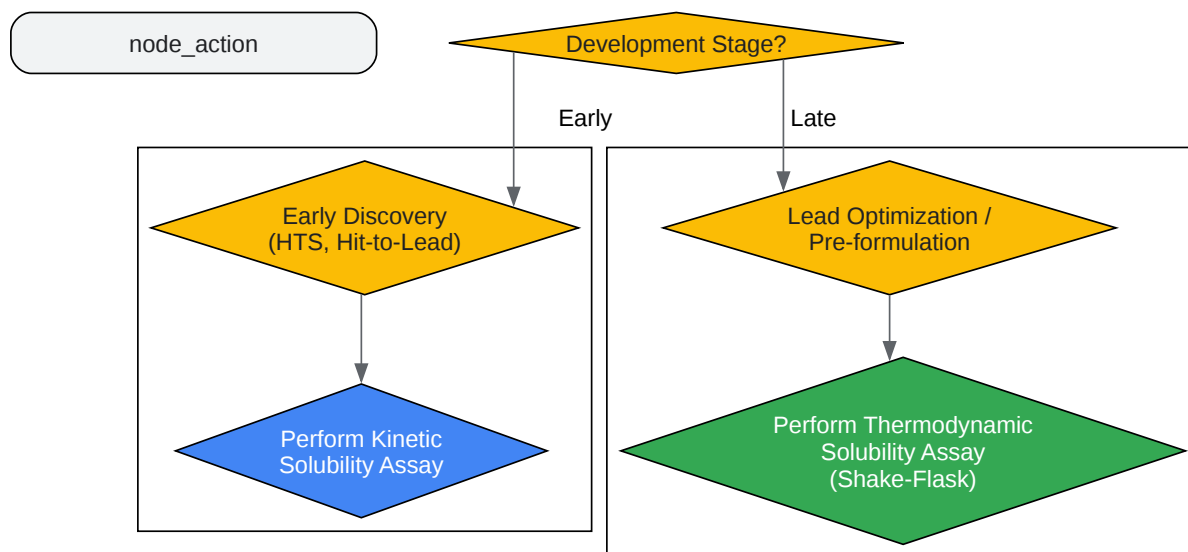 node_action
Development Stage?
Early
Late
Early Discovery
(HTS, Hit-to-Lead)
Lead Optimization /
Pre-formulation
Perform Kinetic
Solubility Assay
Perform Thermodynamic
Solubility Assay
(Shake-Flask)